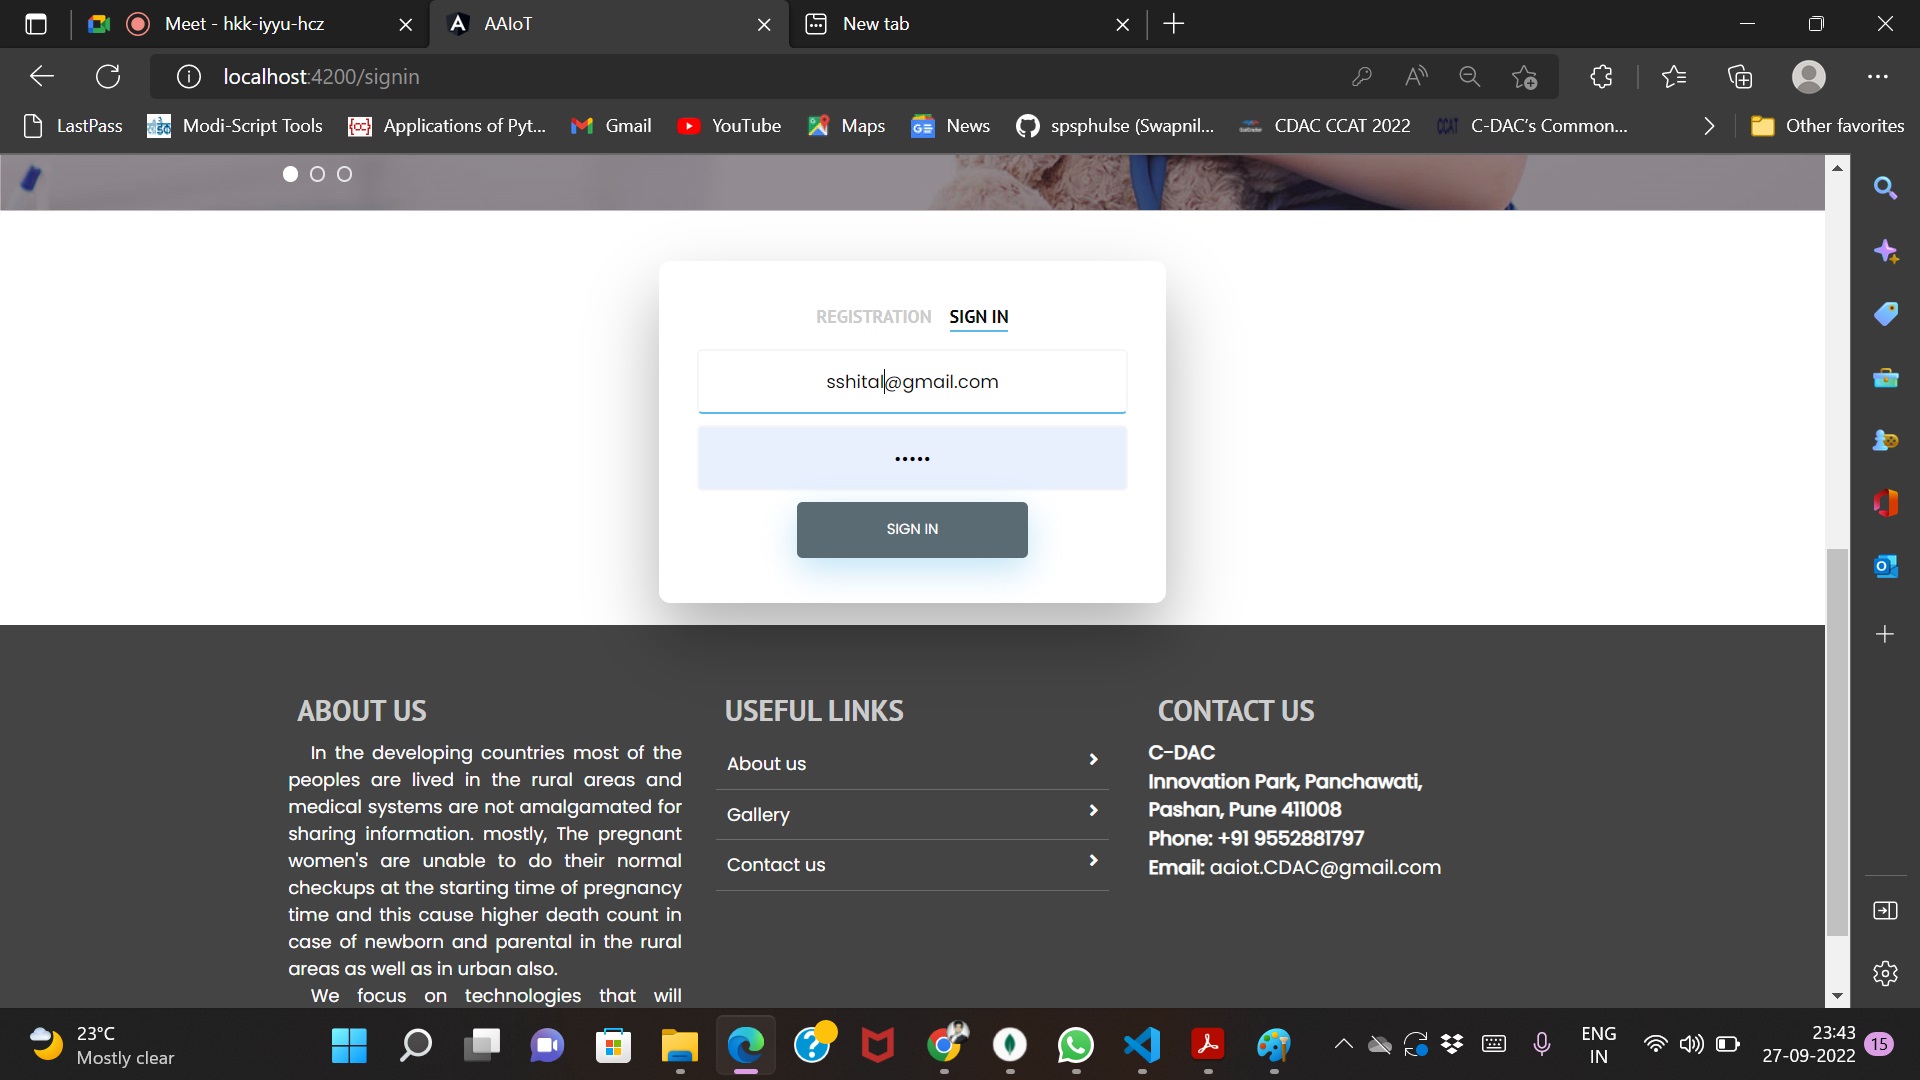 Meet - hkk-iyyu-hcz
AAIoT
New tab
localhost:4200/signin
LastPass
Modi-Script Tools
Applications of Pyt...
Gmail
YouTube
Maps
News
spsphulse (Swapnil...
CDAC CCAT 2022
C-DAC's Common...
Other favorites
REGISTRATION SIGN IN
sshital@gmail.com
•••••
SIGN IN
ABOUT US
In the developing countries most of the
peoples are lived in the rural areas and
medical systems are not amalgamated for
sharing information. mostly, The pregnant
women's are unable to do their normal
checkups at the starting time of pregnancy
time and this cause higher death count in
case of newborn and parental in the rural
areas as well as in urban also.
We focus on technologies that will
USEFUL LINKS
About us
Gallery
Contact us
CONTACT US
C-DAC
Innovation Park, Panchawati,
Pashan, Pune 411008
Phone: +91 9552881797
Email: aaiot.CDAC@gmail.com
23°C
Mostly clear
ENG
IN
23:43
27-09-2022
15